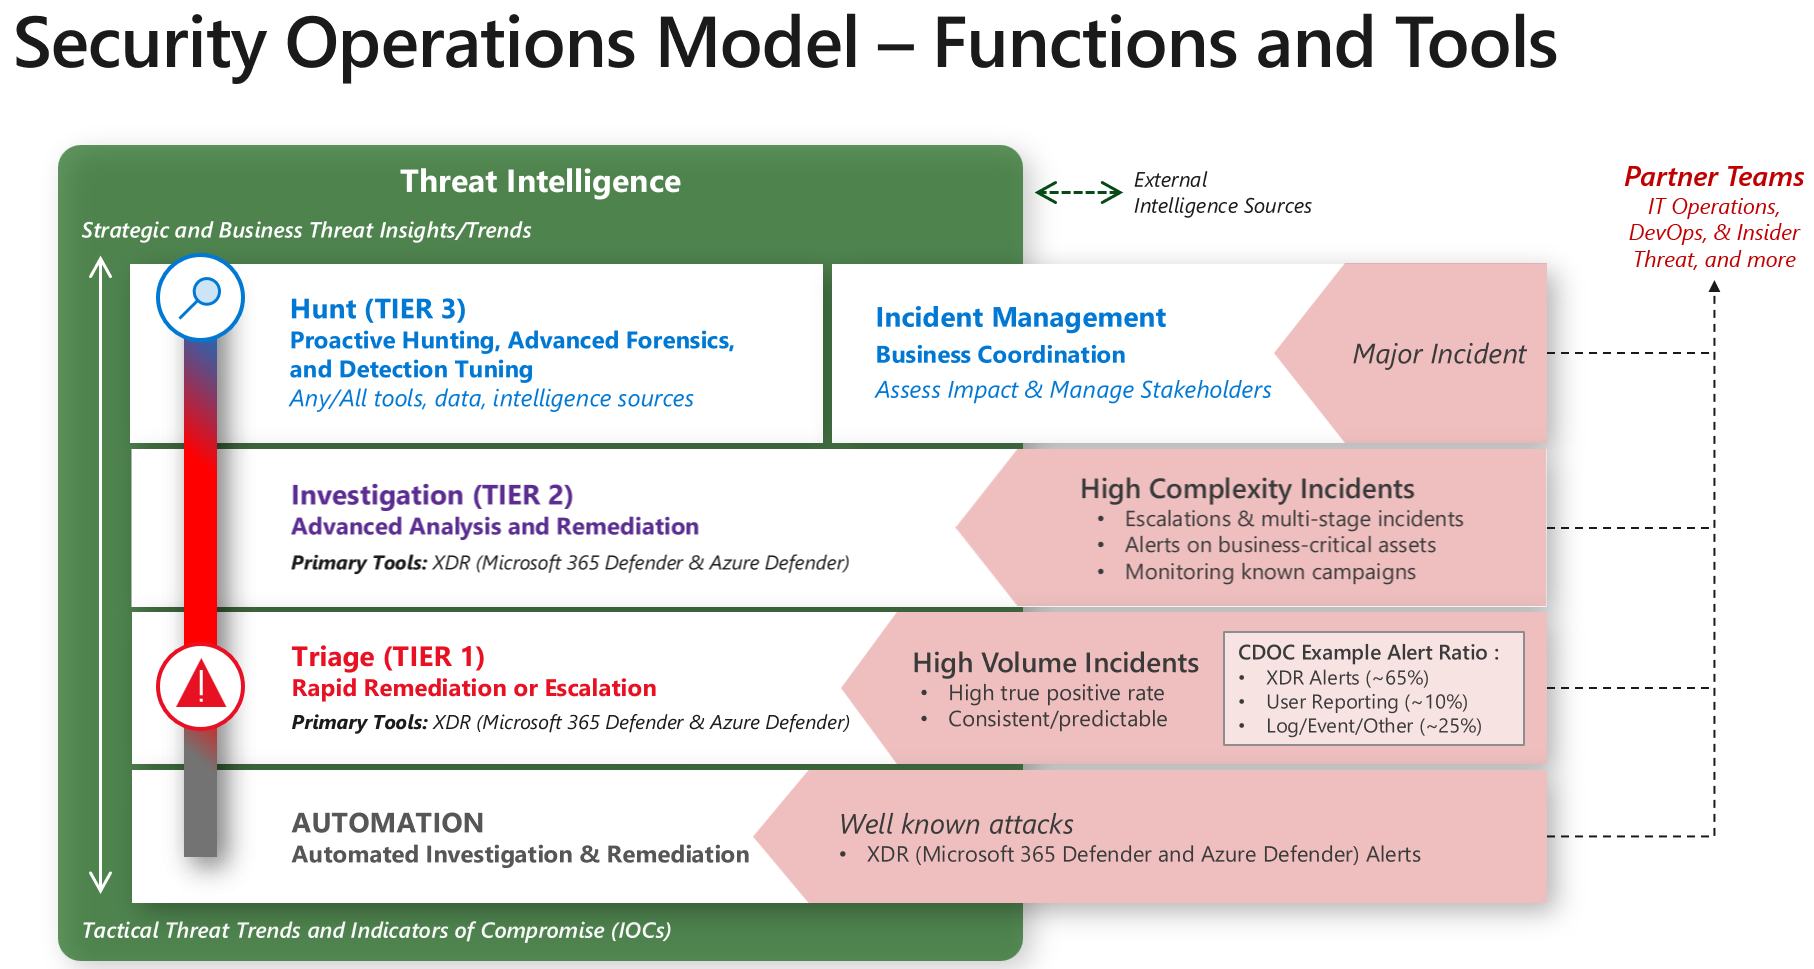 Security Operations Model – Functions and Tools
Threat Intelligence
Strategic and Business Threat Insights/Trends
External
Intelligence Sources
Partner Teams
IT Operations,
DevOps, & Insider
Threat, and more
Hunt (TIER 3)
Proactive Hunting, Advanced Forensics,
and Detection Tuning
Any/All tools, data, intelligence sources
Incident Management
Business Coordination
Assess Impact & Manage Stakeholders
Major Incident
Investigation (TIER 2)
Advanced Analysis and Remediation
Primary Tools: XDR (Microsoft 365 Defender & Azure Defender)
High Complexity Incidents
• Escalations & multi-stage incidents
• Alerts on business-critical assets
• Monitoring known campaigns
Triage (TIER 1)
Rapid Remediation or Escalation
Primary Tools: XDR (Microsoft 365 Defender & Azure Defender)
High Volume Incidents
• High true positive rate
• Consistent/predictable
CDOC Example Alert Ratio :
• XDR Alerts (~65%)
• User Reporting (~10%)
• Log/Event/Other (~25%)
AUTOMATION
Automated Investigation & Remediation
Well known attacks
• XDR (Microsoft 365 Defender and Azure Defender) Alerts
Tactical Threat Trends and Indicators of Compromise (IOCs)